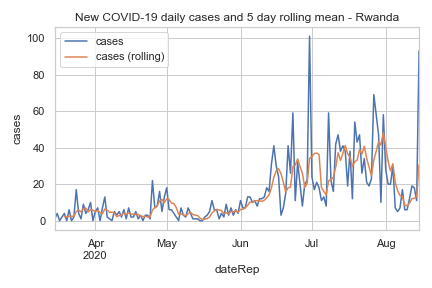 New COVID-19 daily cases and 5 day rolling mean - Rwanda
cases
cases (rolling)
100
80
60
40
20
0
cases
Apr
2020
May
Jun
Jul
Aug
dateRep